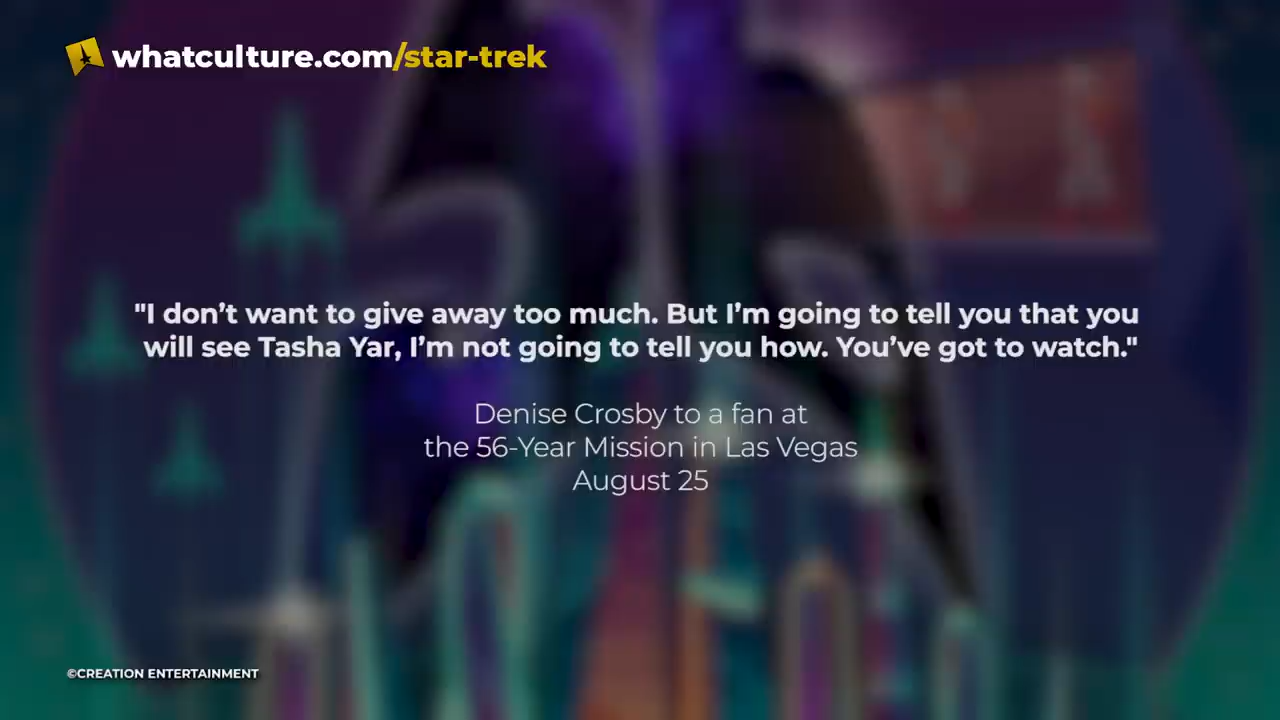 whatculture.com/star-trek
"I don’t want to give away too much. But I’m going to tell you that you
will see Tasha Yar, I’m not going to tell you how. You’ve got to watch."
Denise Crosby to a fan at
the 56-Year Mission in Las Vegas
August 25
©CREATION ENTERTAINMENT